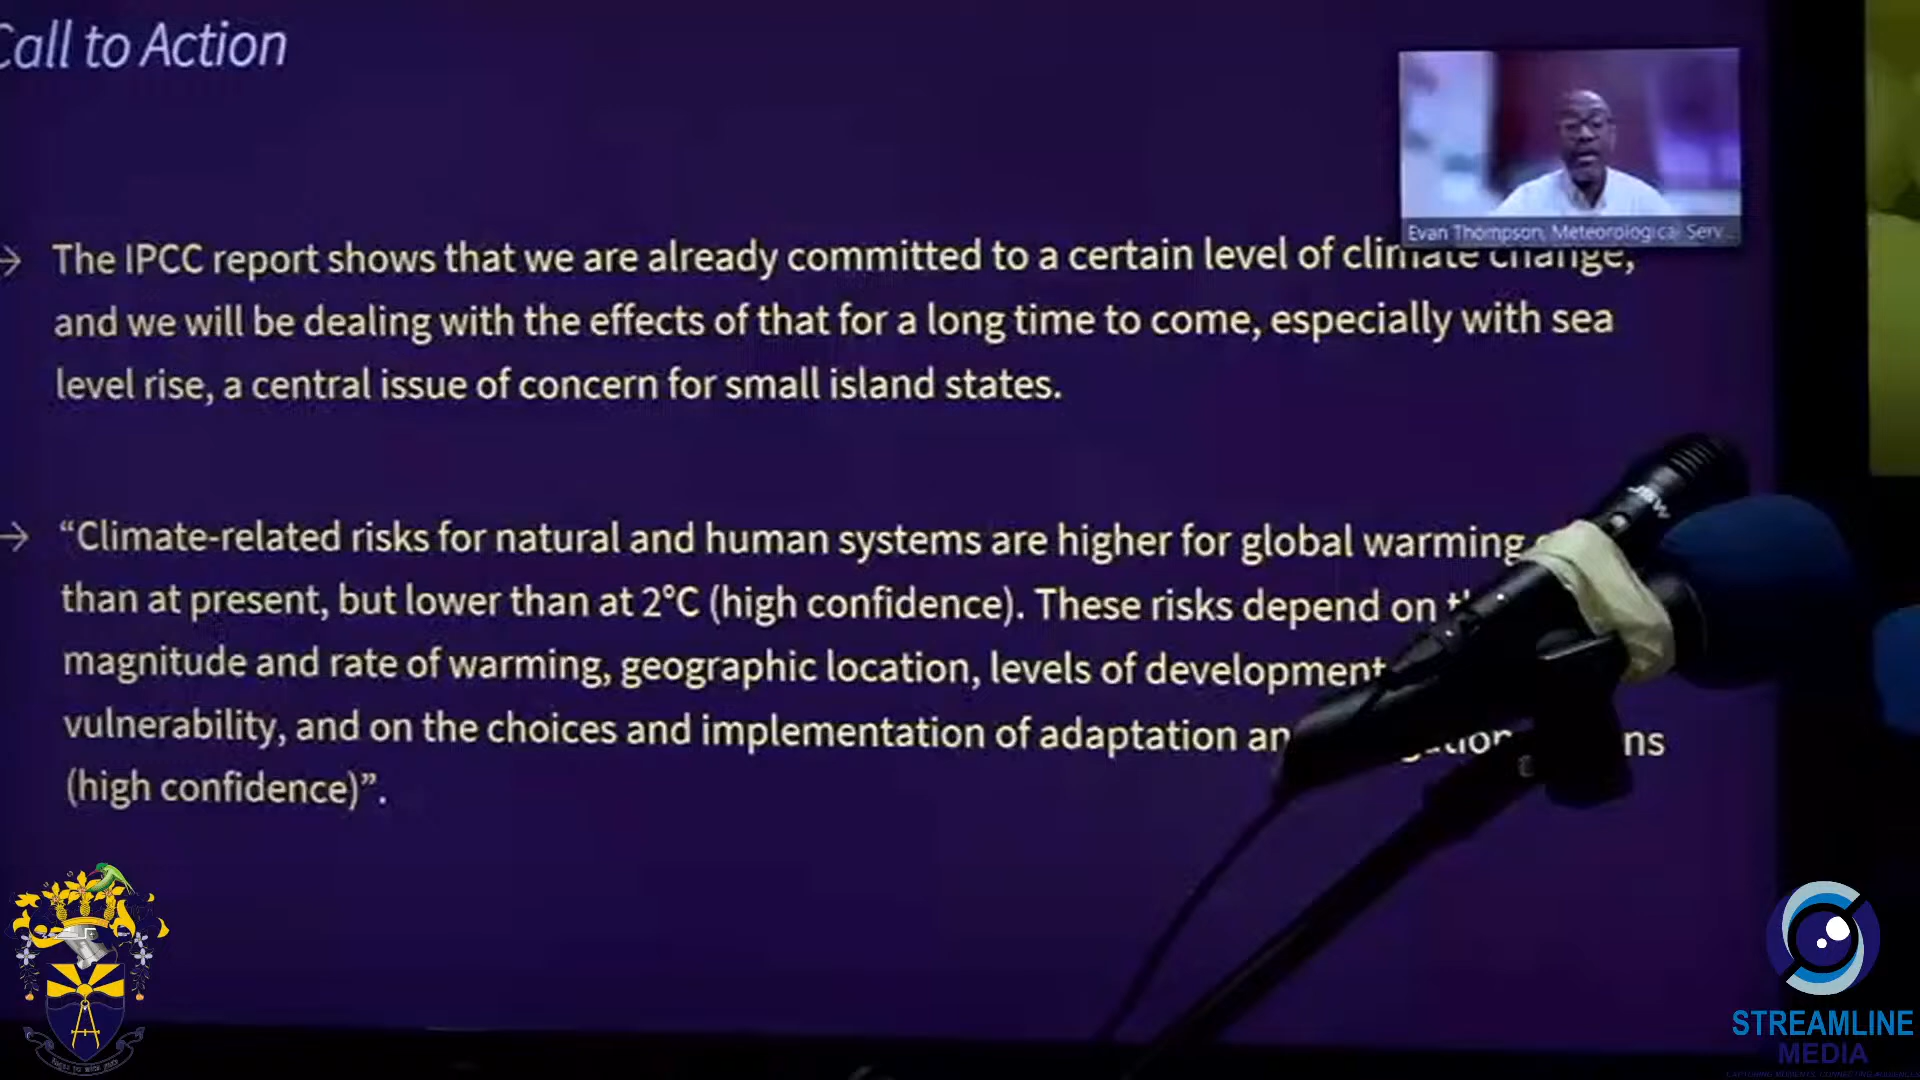 Call to Action
Evan Thompson, Meteorological Serv...
→ The IPCC report shows that we are already committed to a certain level of climate change,
and we will be dealing with the effects of that for a long time to come, especially with sea
level rise, a central issue of concern for small island states.
→ “Climate-related risks for natural and human systems are higher for global warming
than at present, but lower than at 2°C (high confidence). These risks depend on
magnitude and rate of warming, geographic location, levels of development
vulnerability, and on the choices and implementation of adaptation
(high confidence)”.
JSW
STREAMLINE
MEDIA